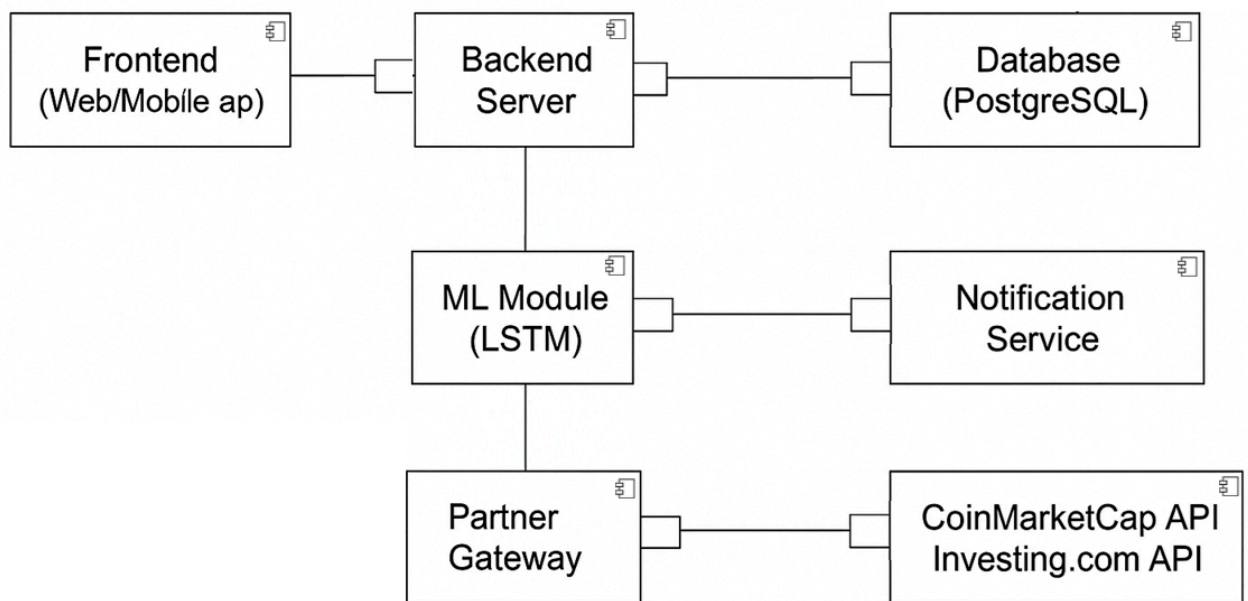 Frontend
(Web/Mobile ap)
Backend
Server
Database
(PostgreSQL)
ML Module
(LSTM)
Notification
Service
Partner
Gateway
CoinMarketCap API
Investing.com API